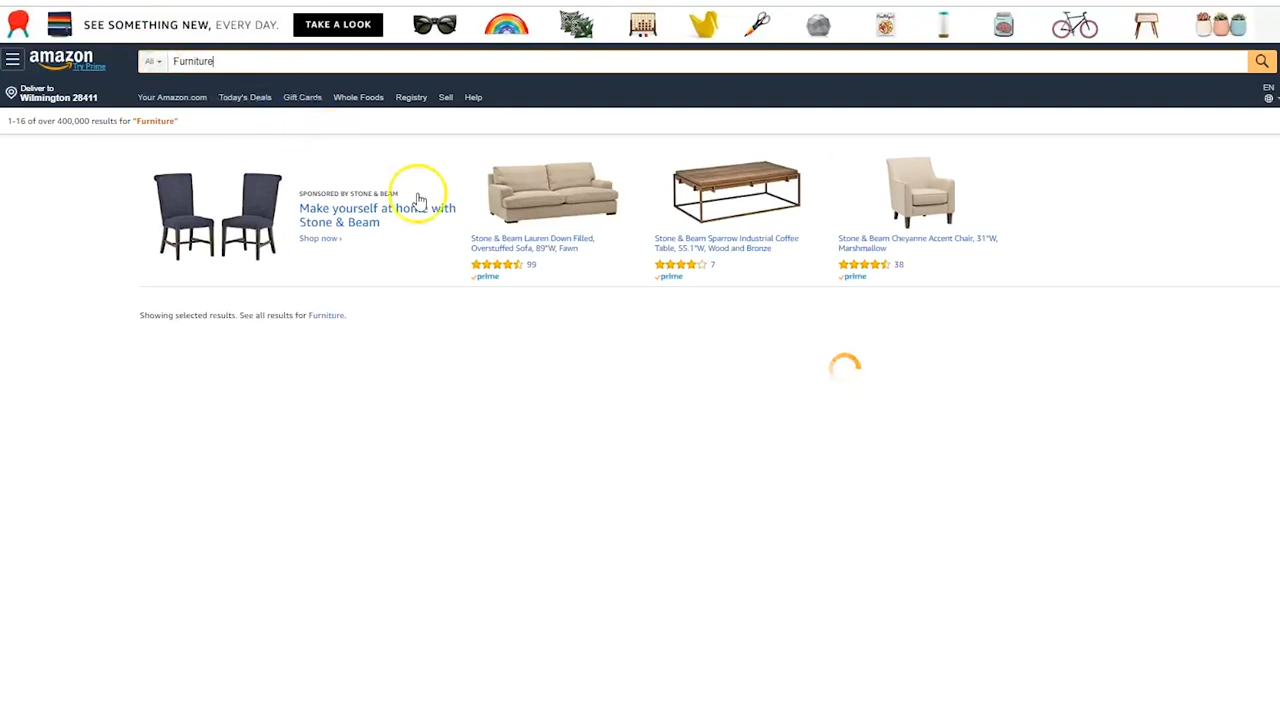 SEE SOMETHING NEW, EVERY DAY. TAKE A LOOK
amazon
Try Prime
All
Furniture
Deliver to
Wilmington 28411
Your Amazon.com Today's Deals Gift Cards Whole Foods Registry Sell Help
EN
1-16 of over 400,000 results for "Furniture"
SPONSORED BY STONE & BEAM
Make yourself at home with
Stone & Beam
Shop now ›
Stone & Beam Lauren Down Filled,
Overstuffed Sofa, 89"W, Fawn
99
prime
Stone & Beam Sparrow Industrial Coffee
Table, 55.1"W, Wood and Bronze
7
prime
Stone & Beam Cheyanne Accent Chair, 31"W,
Marshmallow
38
prime
Showing selected results. See all results for Furniture.